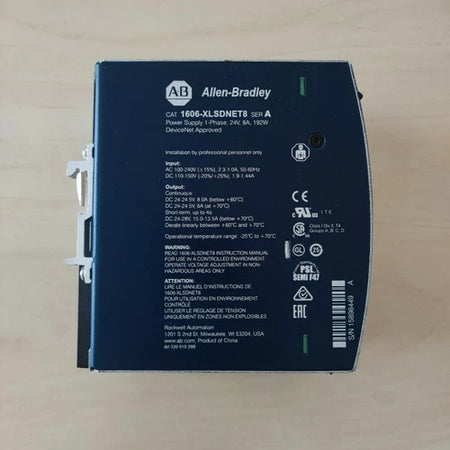 AB Allen-Bradley
CAT 1606-XLSDNET8 SER A
Power Supply 1-Phase, 24V, 8A, 192W
DeviceNet Approved
Installation by professional personnel only
Input:
AC 100-240V (±15%), 2.3-1.0A, 50-60Hz
DC 110-150V (-20%/+25%), 1.9-1.44A
Output:
Continuous:
DC 24-24.5V, 8.0A (below +60°C)
DC 24-24.5V, 6A (at +70°C)
Short-term, up to 4s.
DC 24-28V, 15.0-13.5A (below +70°C)
Derate linearly between +60°C and +70°C
Operational temperature range: -25°C to +70°C
WARNING:
READ 1606-XLSDNET8 INSTRUCTION MANUAL
FOR USE IN A CONTROLLED ENVIRONMENT
OPERATE VOLTAGE ADJUSTMENT IN NON-
HAZARDOUS AREAS ONLY
ATTENTION:
LIRE LE MANUEL D'INSTRUCTIONS DE
1606-XLSDNET8
POUR UTILISATION EN ENVIRONNEMENT
CONTRÔLE
UTILISER LE RÉGLAGE DE TENSION
UNIQUEMENT EN ZONES NON EXPLOSIBLES
Rockwell Automation
1201 S 2nd St, Milwaukee, WI 53204, USA
www.ab.com Product of China
CE
c UL us I.T.E.
Class I Div 2: T4
Groups A, B, C, D
GL
25
PSL
SEMI F47
EAC
S/N 15898449 A